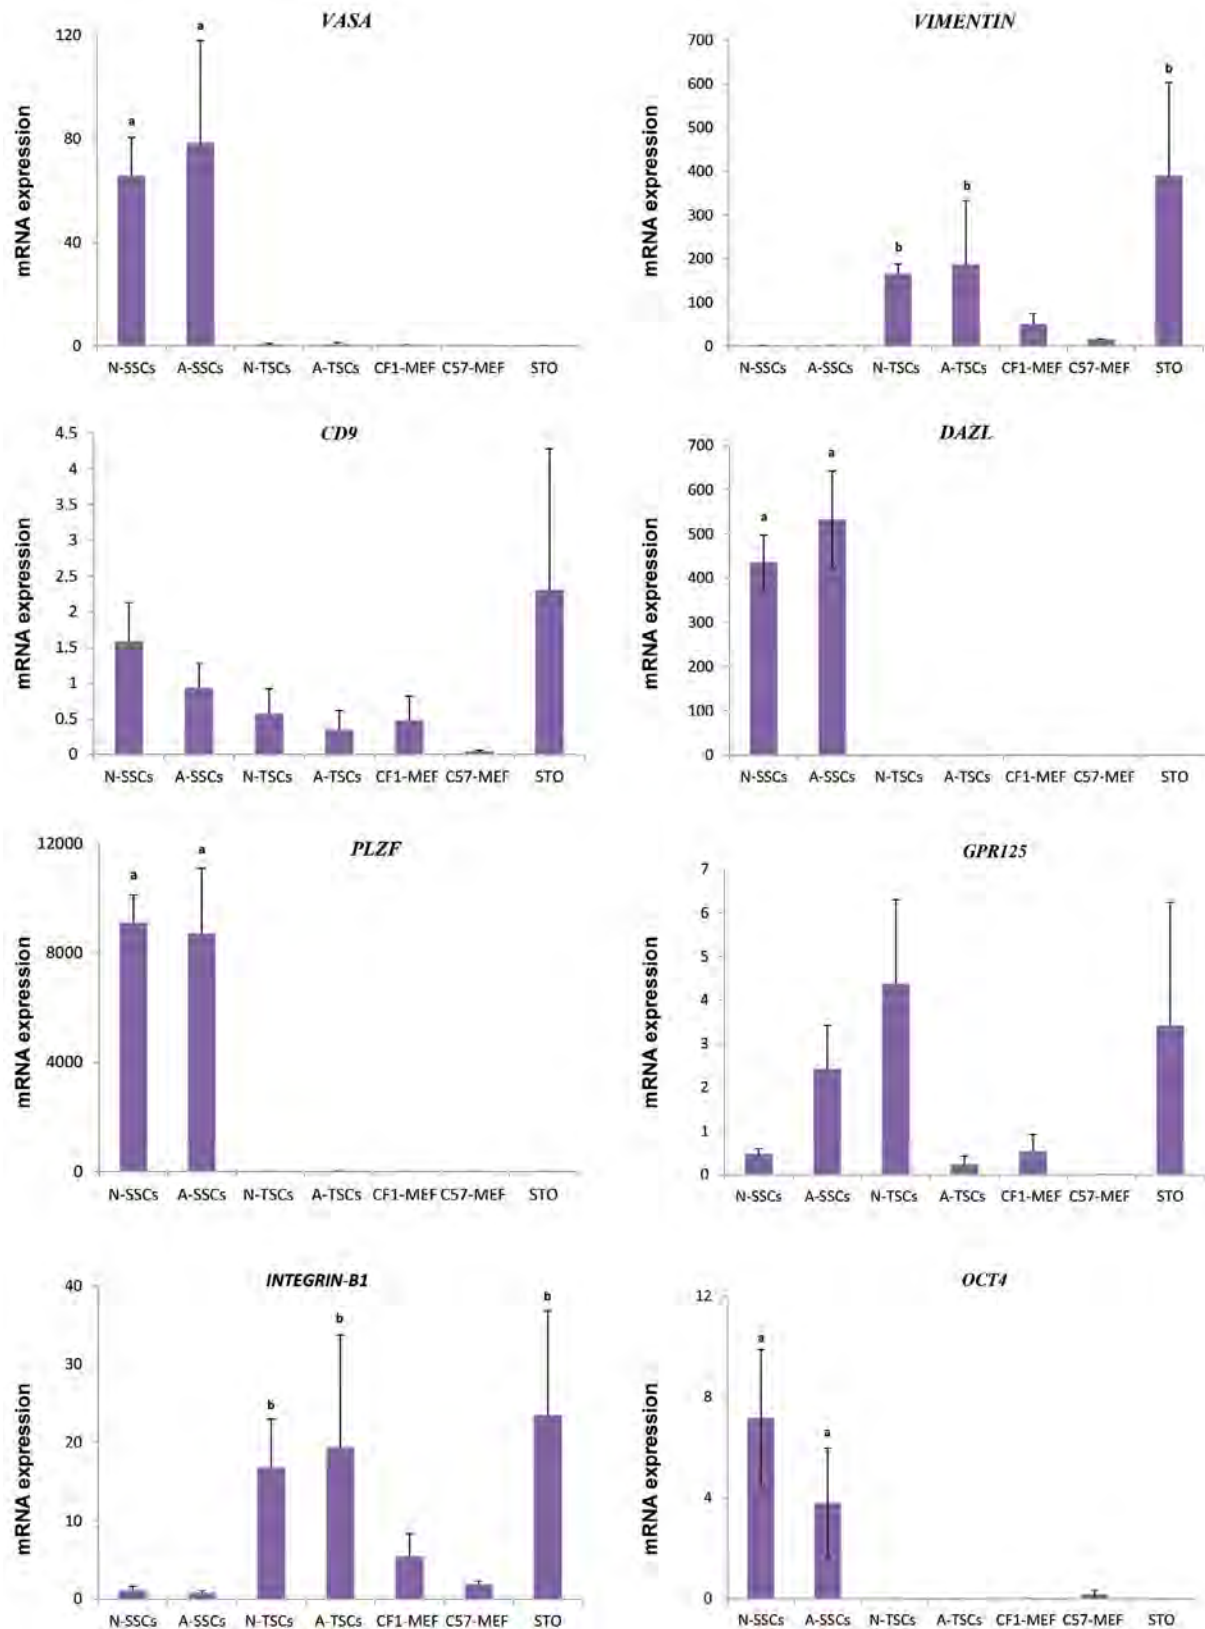 VASA
mRNA expression
120
80
40
0
a
a
N-SSCs A-SSCs N-TSCs A-TSCs CF1-MEF C57-MEF STO
VIMENTIN
mRNA expression
700
600
500
400
300
200
100
0
b
b
b
N-SSCs A-SSCs N-TSCs A-TSCs CF1-MEF C57-MEF STO
CD9
mRNA expression
4.5
4
3.5
3
2.5
2
1.5
1
0.5
0
N-SSCs A-SSCs N-TSCs A-TSCs CF1-MEF C57-MEF STO
DAZL
mRNA expression
700
600
500
400
300
200
100
0
a
a
N-SSCs A-SSCs N-TSCs A-TSCs CF1-MEF C57-MEF STO
PLZF
mRNA expression
12000
8000
4000
0
a
a
N-SSCs A-SSCs N-TSCs A-TSCs CF1-MEF C57-MEF STO
GPR125
mRNA expression
7
6
5
4
3
2
1
0
N-SSCs A-SSCs N-TSCs A-TSCs CF1-MEF C57-MEF STO
INTEGRIN-B1
mRNA expression
40
30
20
10
0
b
b
b
N-SSCs A-SSCs N-TSCs A-TSCs CF1-MEF C57-MEF STO
OCT4
mRNA expression
12
8
4
0
a
a
N-SSCs A-SSCs N-TSCs A-TSCs CF1-MEF C57-MEF STO